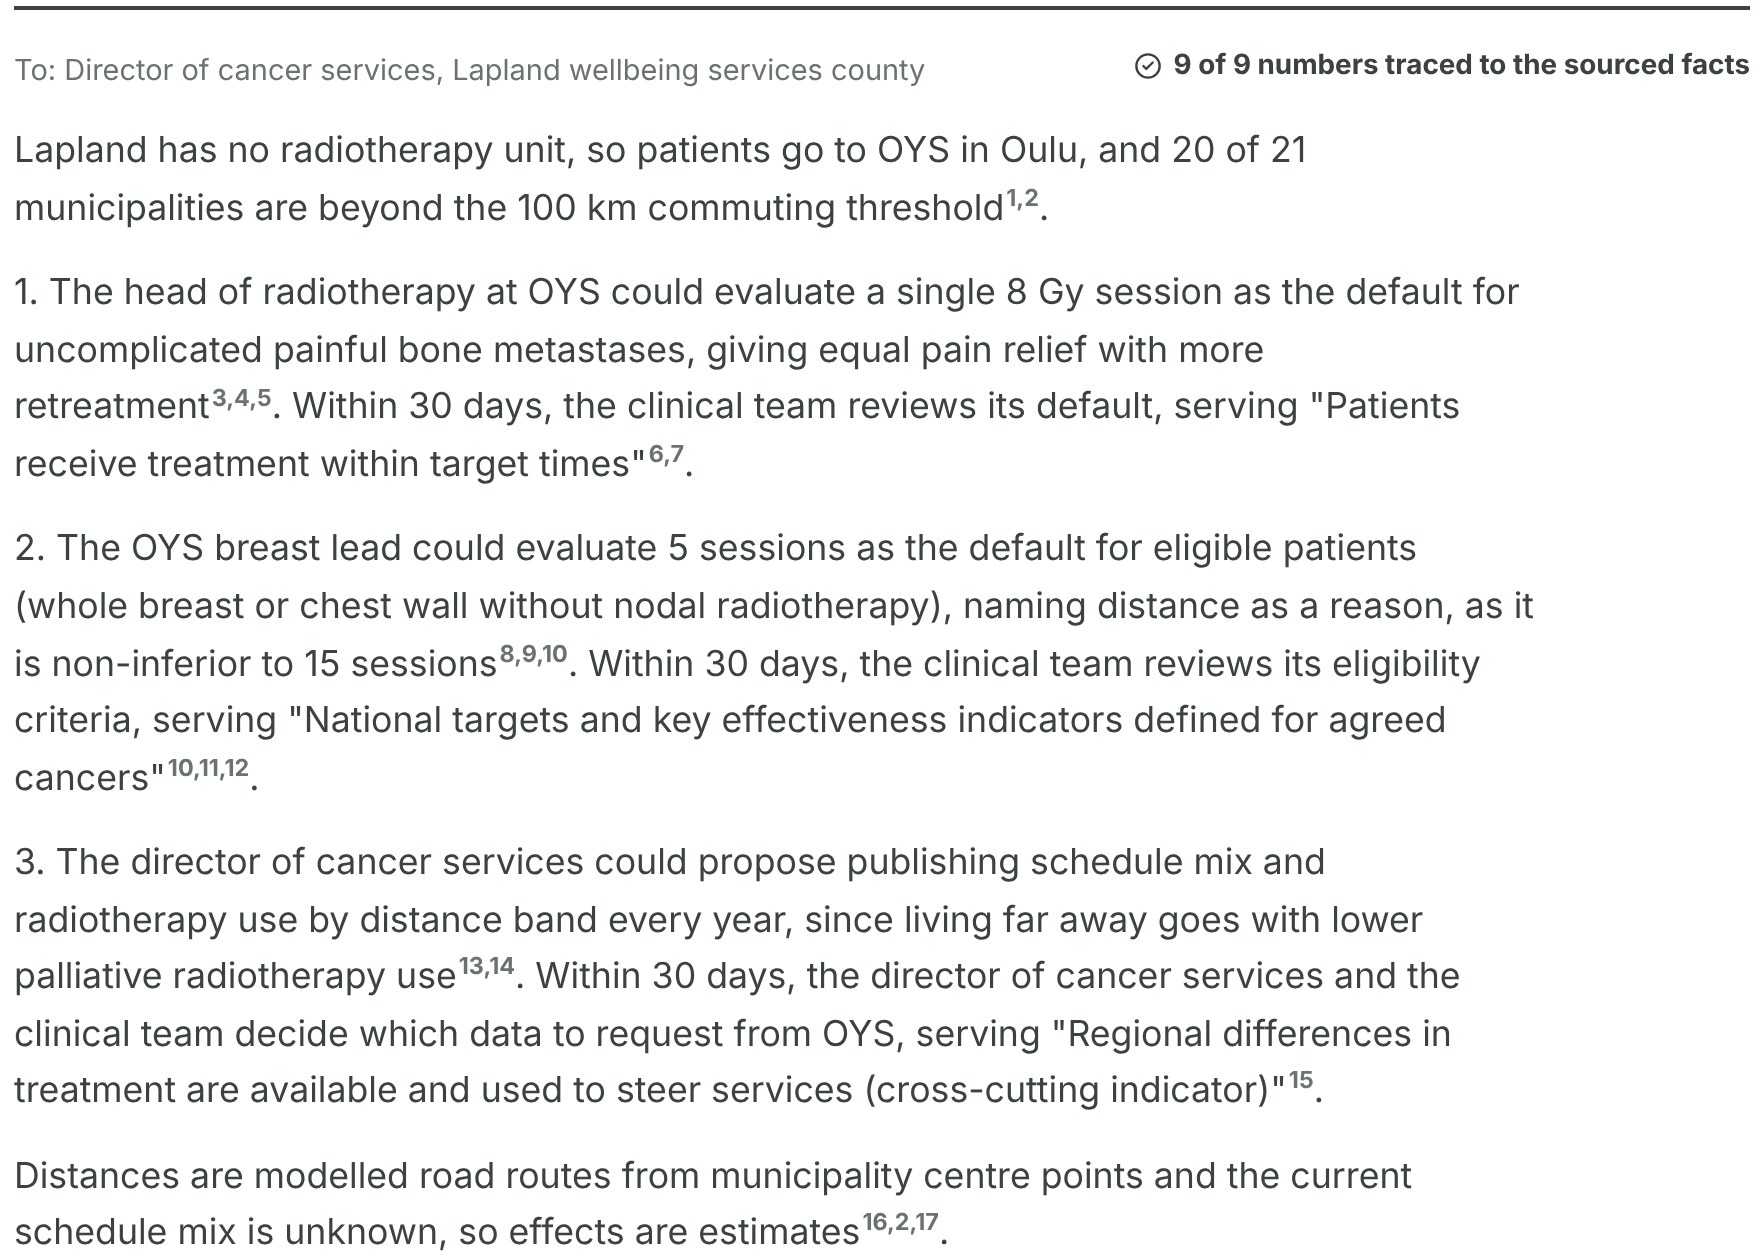 To: Director of cancer services, Lapland wellbeing services county
9 of 9 numbers traced to the sourced facts
Lapland has no radiotherapy unit, so patients go to OYS in Oulu, and 20 of 21
municipalities are beyond the 100 km commuting threshold1,2.
1. The head of radiotherapy at OYS could evaluate a single 8 Gy session as the default for
uncomplicated painful bone metastases, giving equal pain relief with more
retreatment3,4,5. Within 30 days, the clinical team reviews its default, serving "Patients
receive treatment within target times"6,7.
2. The OYS breast lead could evaluate 5 sessions as the default for eligible patients
(whole breast or chest wall without nodal radiotherapy), naming distance as a reason, as it
is non-inferior to 15 sessions8,9,10. Within 30 days, the clinical team reviews its eligibility
criteria, serving "National targets and key effectiveness indicators defined for agreed
cancers"10,11,12.
3. The director of cancer services could propose publishing schedule mix and
radiotherapy use by distance band every year, since living far away goes with lower
palliative radiotherapy use13,14. Within 30 days, the director of cancer services and the
clinical team decide which data to request from OYS, serving "Regional differences in
treatment are available and used to steer services (cross-cutting indicator)"15.
Distances are modelled road routes from municipality centre points and the current
schedule mix is unknown, so effects are estimates16,2,17.